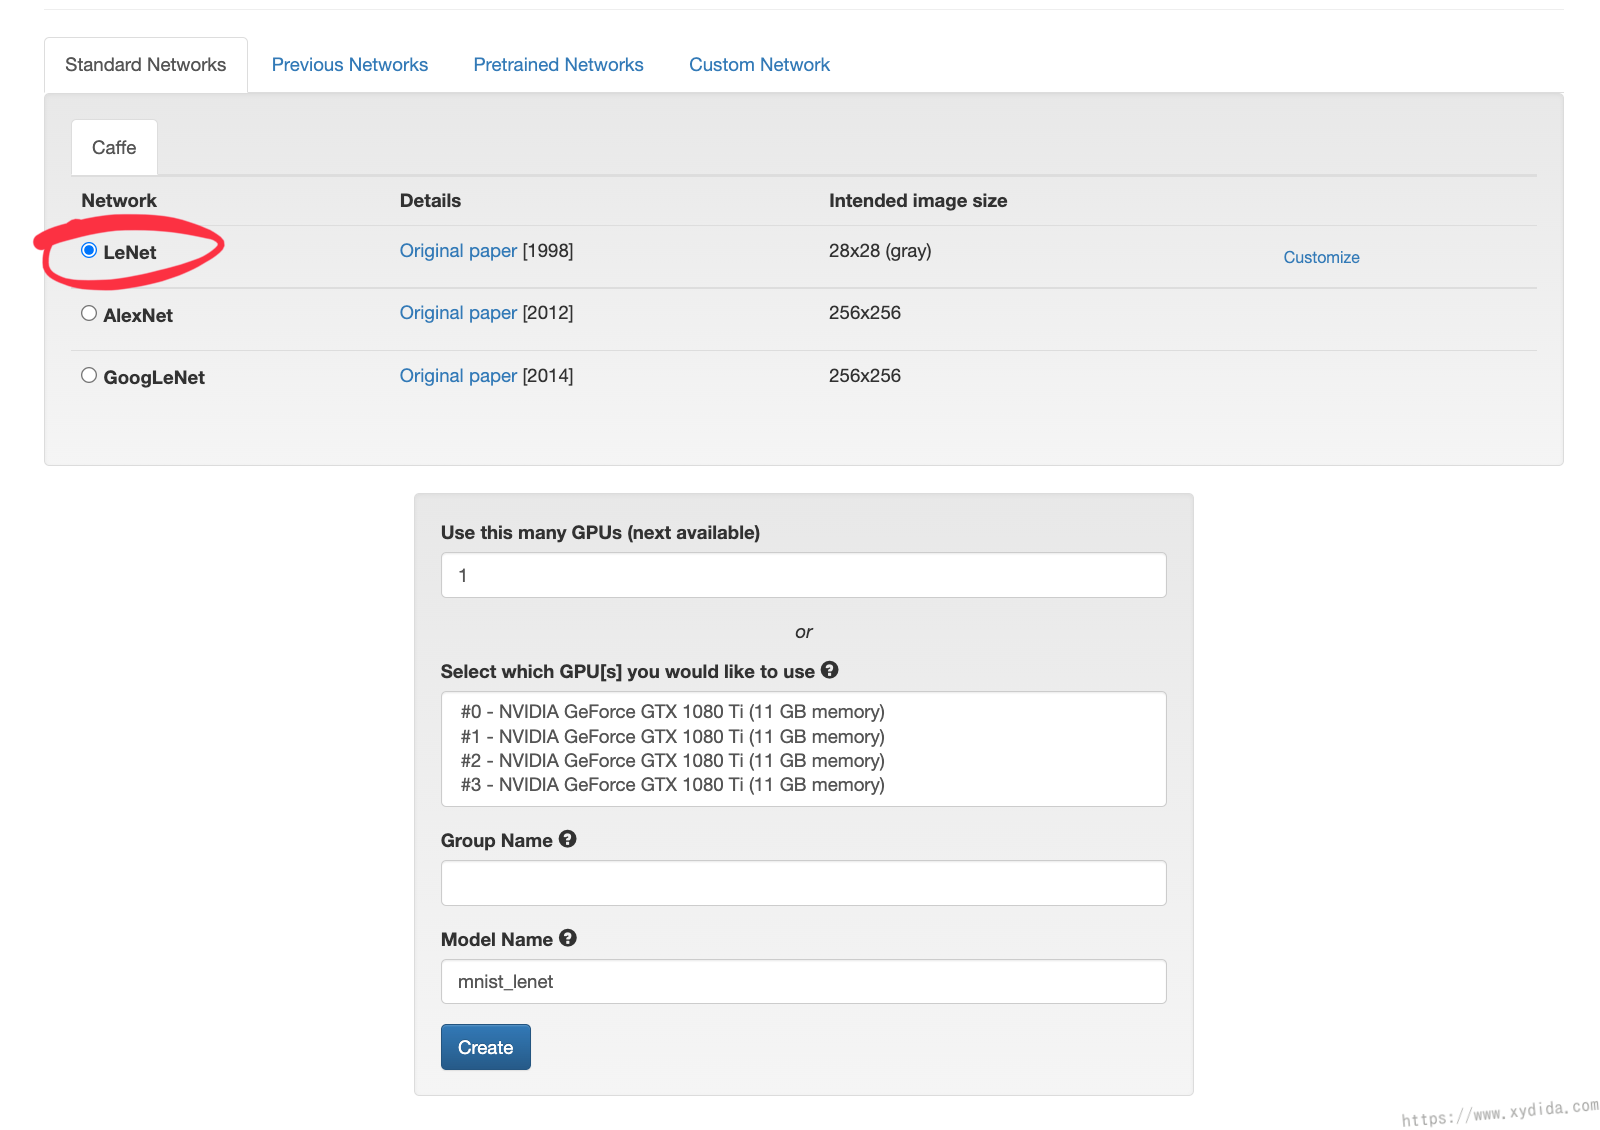 Standard Networks Previous Networks Pretrained Networks Custom Network
Caffe
Network Details Intended image size
LeNet Original paper [1998] 28x28 (gray) Customize
AlexNet Original paper [2012] 256x256
GoogLeNet Original paper [2014] 256x256
Use this many GPUs (next available)
1
or
Select which GPU[s] you would like to use ?
#0 - NVIDIA GeForce GTX 1080 Ti (11 GB memory)
#1 - NVIDIA GeForce GTX 1080 Ti (11 GB memory)
#2 - NVIDIA GeForce GTX 1080 Ti (11 GB memory)
#3 - NVIDIA GeForce GTX 1080 Ti (11 GB memory)
Group Name ?
Model Name ?
mnist_lenet
Create
https://www.xydida.com